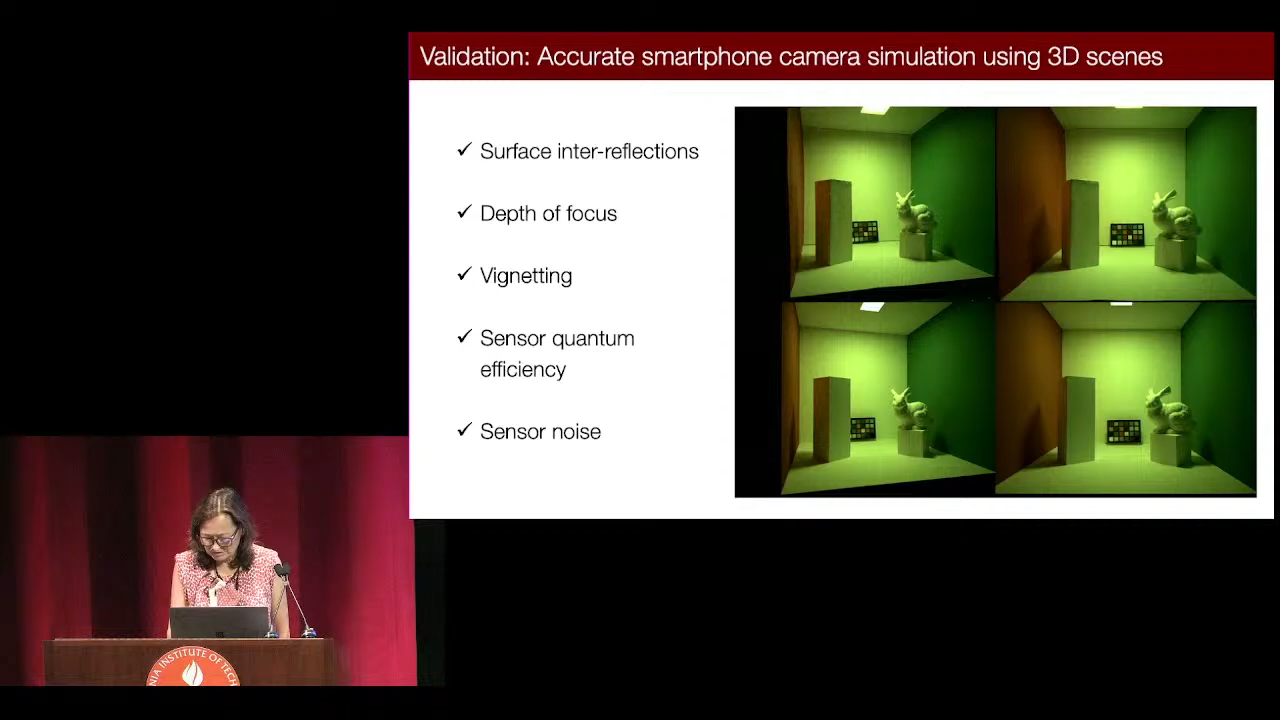 Validation: Accurate smartphone camera simulation using 3D scenes
✓ Surface inter-reflections
✓ Depth of focus
✓ Vignetting
✓ Sensor quantum
efficiency
✓ Sensor noise
INSTITUTE OF TECH